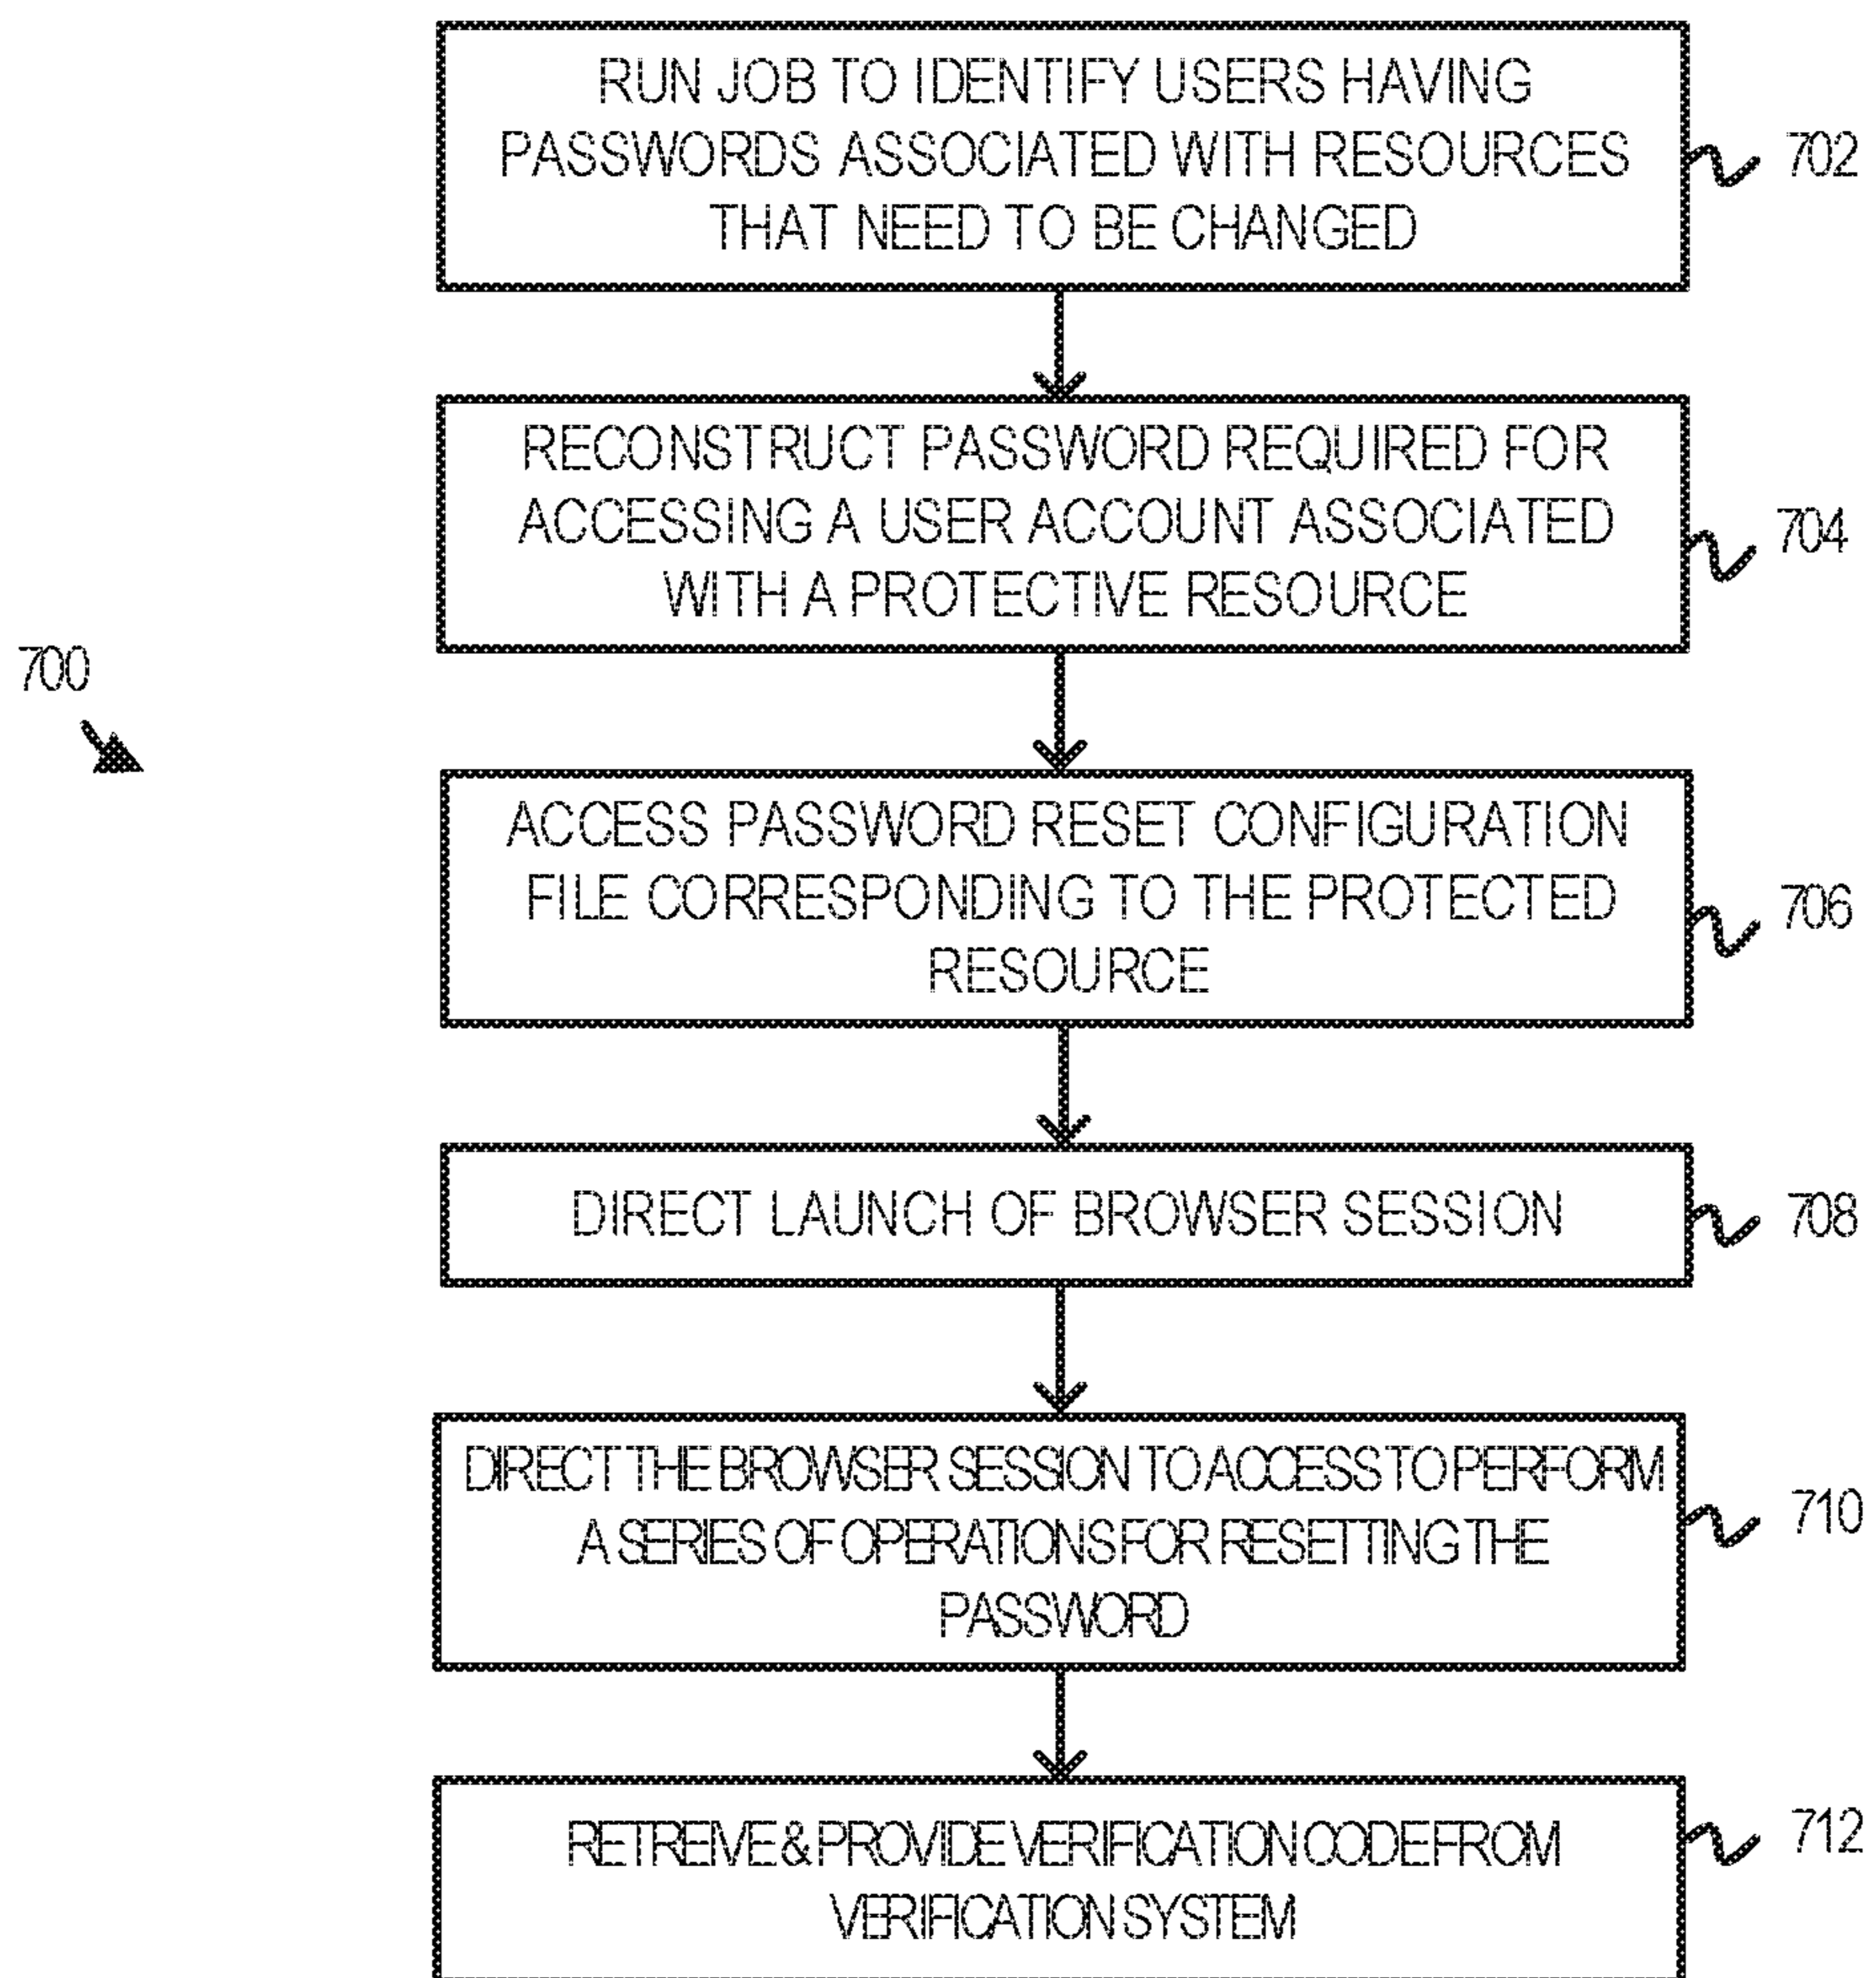 RUN JOB TO IDENTIFY USERS HAVING
PASSWORDS ASSOCIATED WITH RESOURCES
THAT NEED TO BE CHANGED
702
RECONSTRUCT PASSWORD REQUIRED FOR
ACCESSING A USER ACCOUNT ASSOCIATED
WITH A PROTECTIVE RESOURCE
704
700
ACCESS PASSWORD RESET CONFIGURATION
FILE CORRESPONDING TO THE PROTECTED
RESOURCE
706
DIRECT LAUNCH OF BROWSER SESSION
708
DIRECT THE BROWSER SESSION TO ACCESS TO PERFORM
A SERIES OF OPERATIONS FOR RESETTING THE
PASSWORD
710
RETREIVE & PROVIDE VERIFICATION CODE FROM
VERIFICATION SYSTEM
712